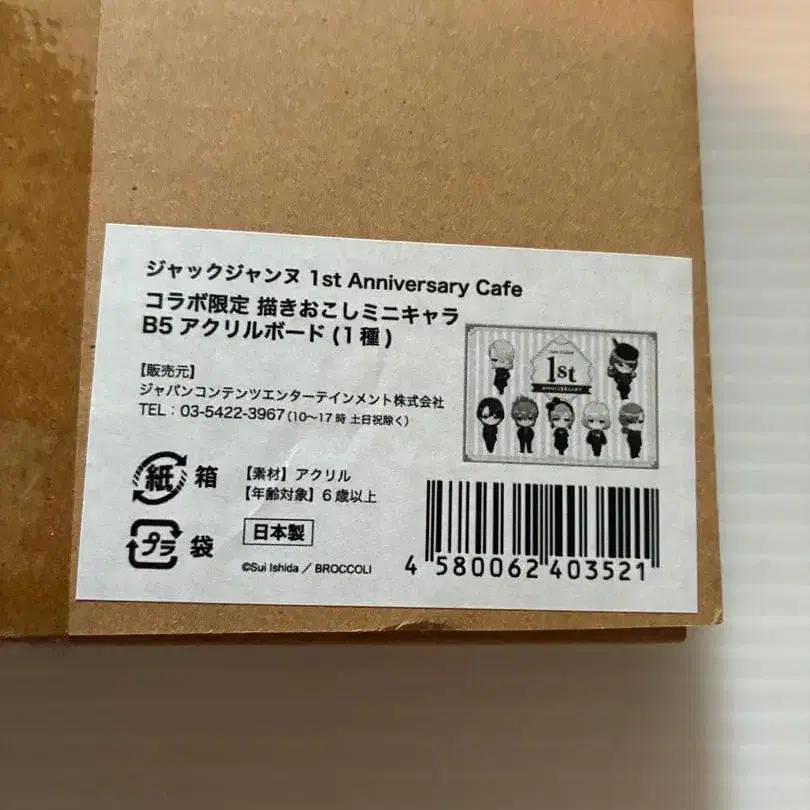 ジャックジャンヌ 1st Anniversary Cafe
コラボ限定 描きおこしミニキャラ
B5 アクリルボード (1種)
【販売元】
ジャパンコンテンツエンターテインメント株式会社
TEL：03-5422-3967 (10～17時 土日祝除く)
1st
ANNIVERSARY
紙 箱
【素材】アクリル
【年齢対象】6歳以上
プラ 袋
日本製
©Sui Ishida ／ BROCCOLI
4 580062 403521